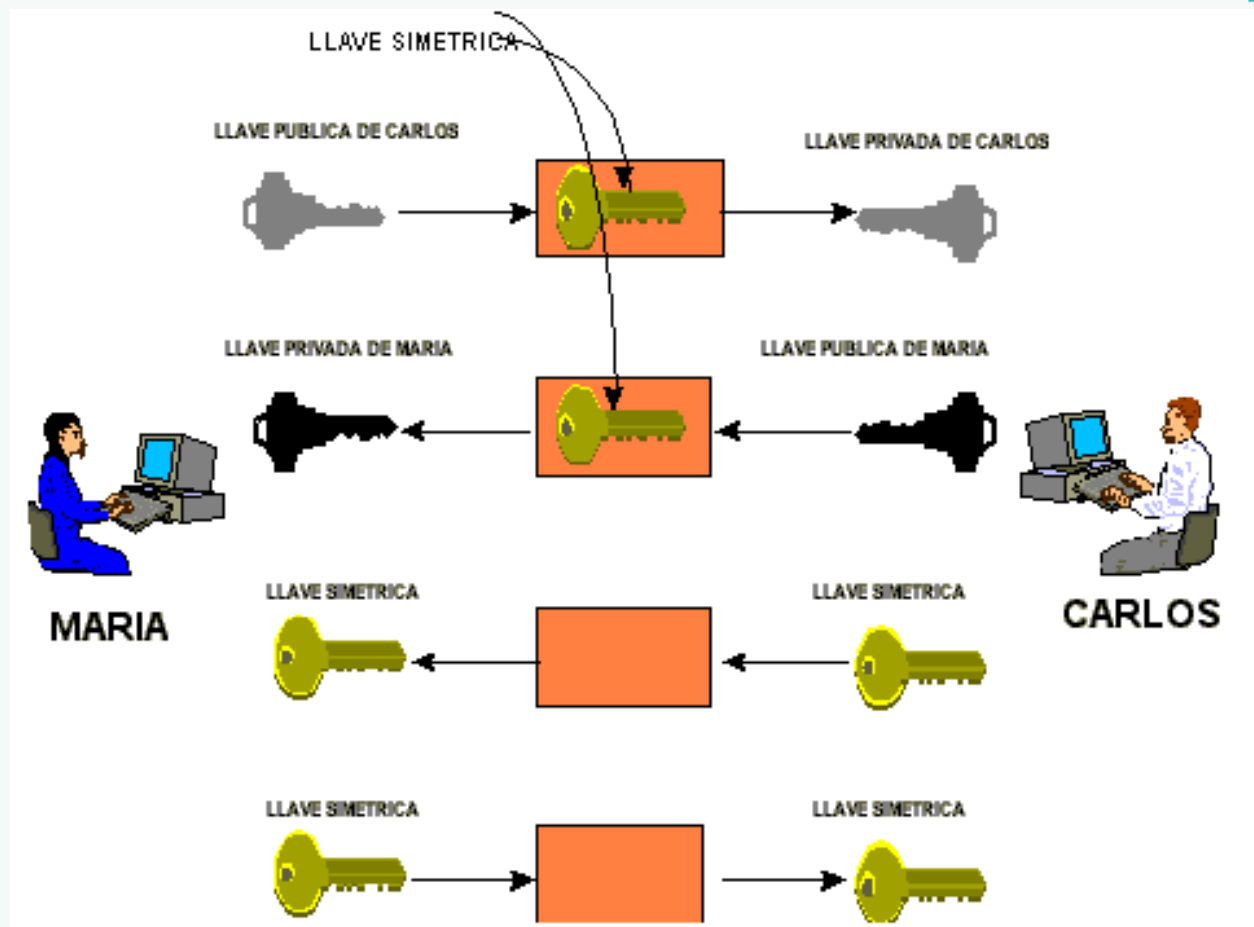 LLAVE SIMETRICA
LLAVE PUBLICA DE CARLOS
LLAVE PRIVADA DE CARLOS
LLAVE PRIVADA DE MARIA
LLAVE PUBLICA DE MARIA
MARIA
CARLOS
LLAVE SIMETRICA
LLAVE SIMETRICA
LLAVE SIMETRICA
LLAVE SIMETRICA